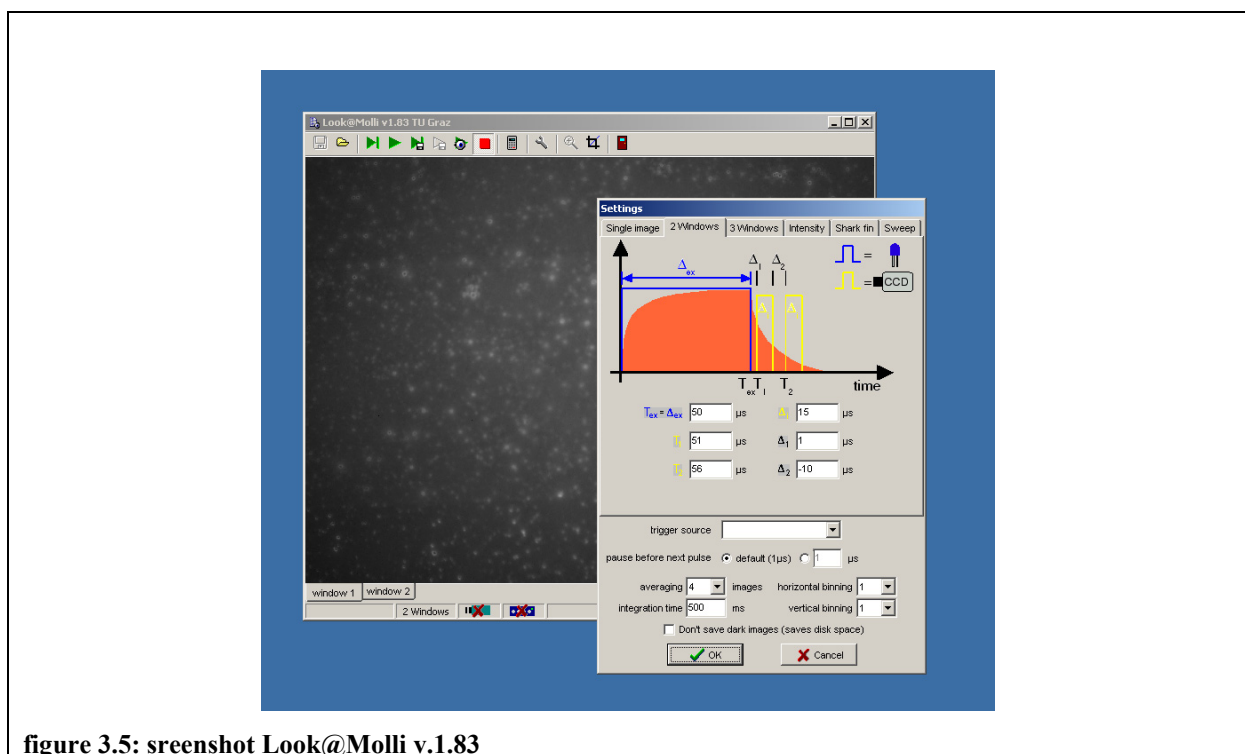 Look@Molli v1.83 TU Graz
Settings
Single image 2 Windows 3 Windows Intensity Shark fin Sweep
Δex Δ1 Δ2
=
= CCD
Δ Δ
Tex T1 T2 time
Tex = Δex 50 µs Δ 15 µs
T 51 µs Δ1 1 µs
T 56 µs Δ2 -10 µs
trigger source
pause before next pulse default (1µs) 1 µs
averaging 4 images horizontal binning 1
integration time 500 ms vertical binning 1
Don't save dark images (saves disk space)
OK Cancel
window 1 window 2
2 Windows
figure 3.5: sreenshot Look@Molli v.1.83